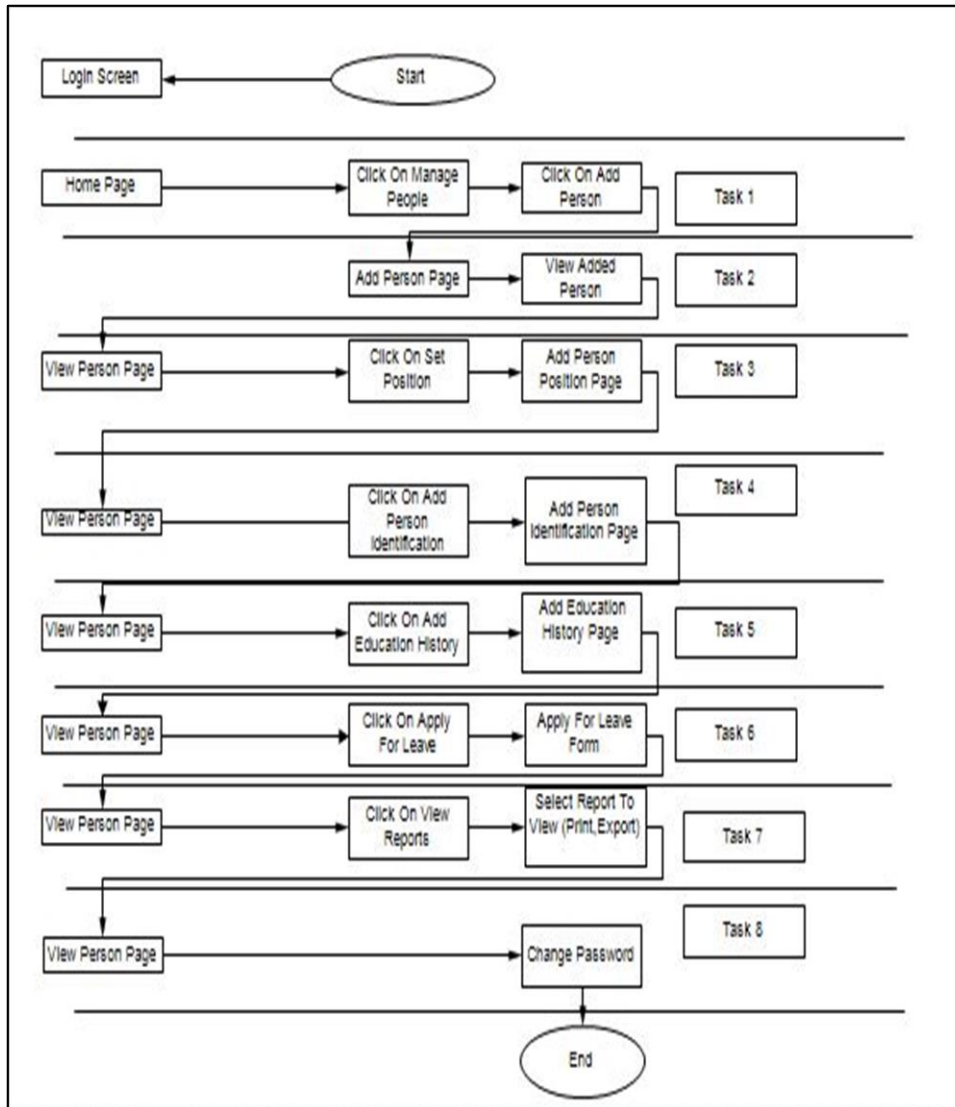 Login Screen
Start
Home Page
Click On Manage
People
Click On Add
Person
Task 1
Add Person Page
View Added
Person
Task 2
View Person Page
Click On Set
Position
Add Person
Position Page
Task 3
View Person Page
Click On Add
Person
Identification
Add Person
Identification Page
Task 4
View Person Page
Click On Add
Education History
Add Education
History Page
Task 5
View Person Page
Click On Apply
For Leave
Apply For Leave
Form
Task 6
View Person Page
Click On View
Reports
Select Report To
View (Print,Export)
Task 7
View Person Page
Change Password
Task 8
End